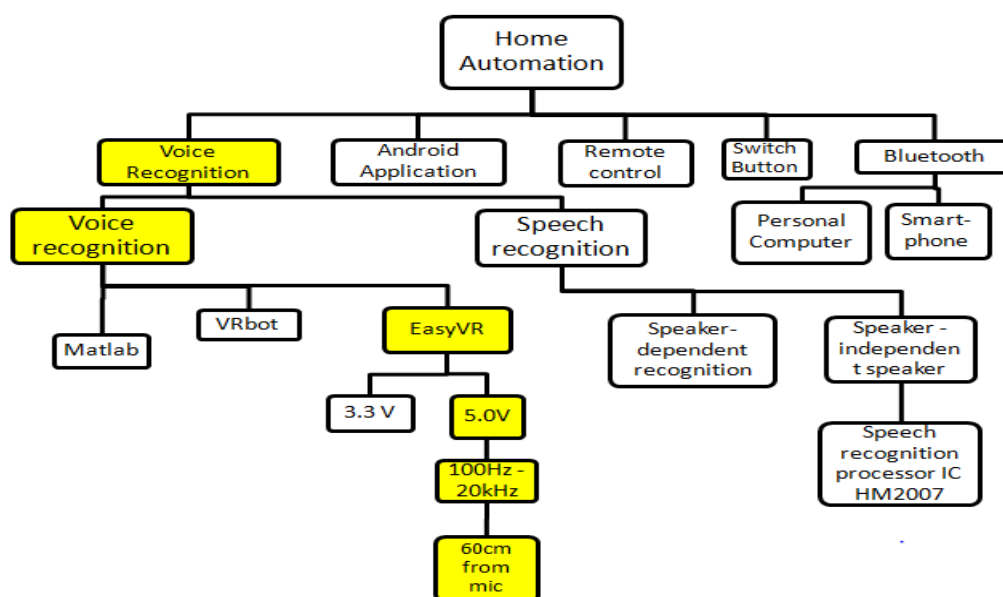 Home
Automation
Voice
Recognition
Android
Application
Remote
control
Switch
Button
Bluetooth
Voice
recognition
Speech
recognition
Personal
Computer
Smart-
phone
Matlab
VRbot
EasyVR
Speaker-
dependent
recognition
Speaker -
independen
t speaker
3.3 V
5.0V
100Hz -
20kHz
60cm
from
mic
Speech
recognition
processor IC
HM2007